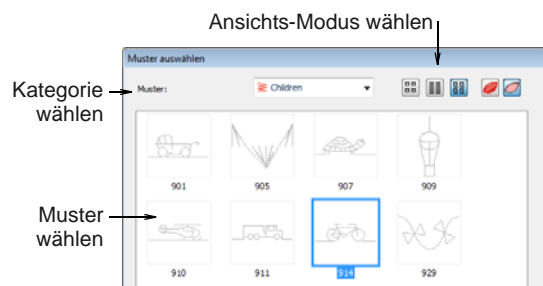 Ansichts-Modus wählen
Muster auswählen
Kategorie
wählen
Muster:
Children
901 905 907 909
Muster
wählen
910 911 914 929